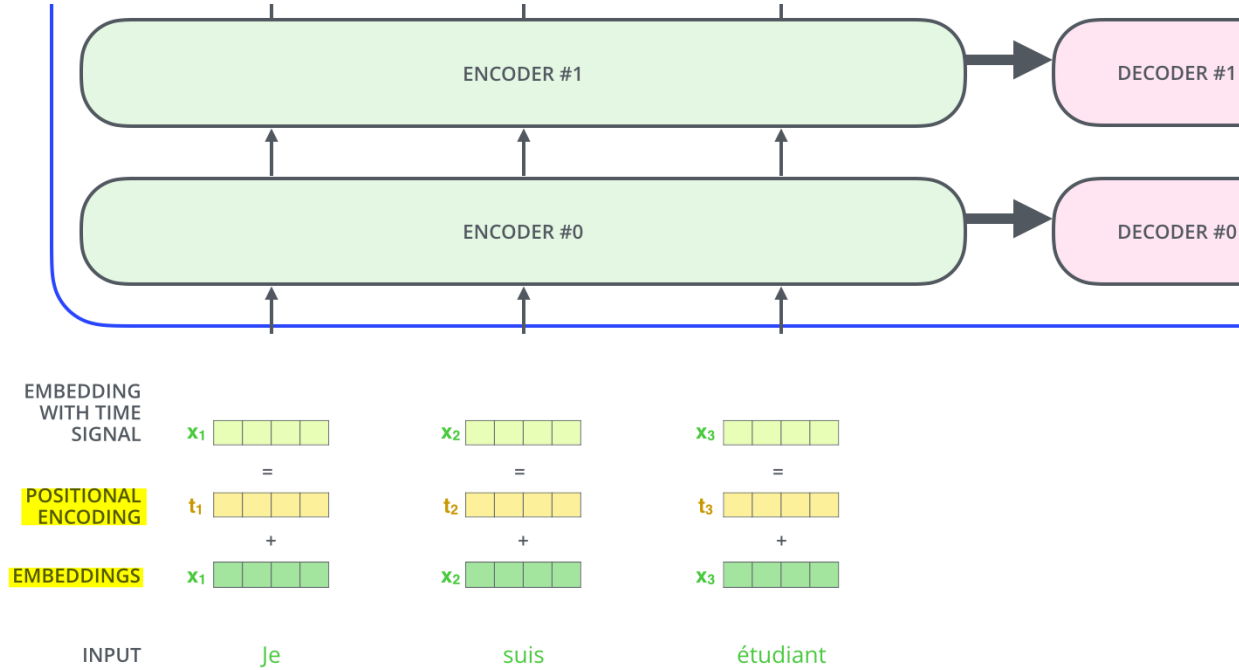 ENCODER #1
DECODER #1
ENCODER #0
DECODER #0
EMBEDDING
WITH TIME
SIGNAL
x₁
x₂
x₃
=
=
=
POSITIONAL
ENCODING
t₁
t₂
t₃
+
+
+
EMBEDDINGS
x₁
x₂
x₃
INPUT
Je
suis
étudiant